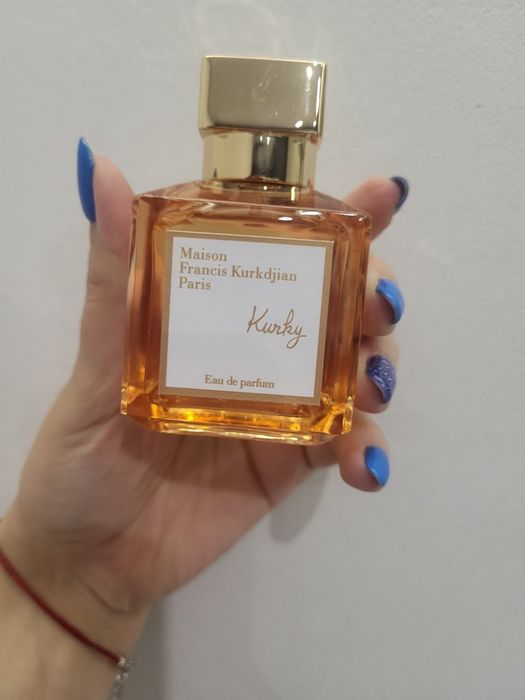 Maison
Francis Kurkdjian
Paris
Kurky
Eau de parfum